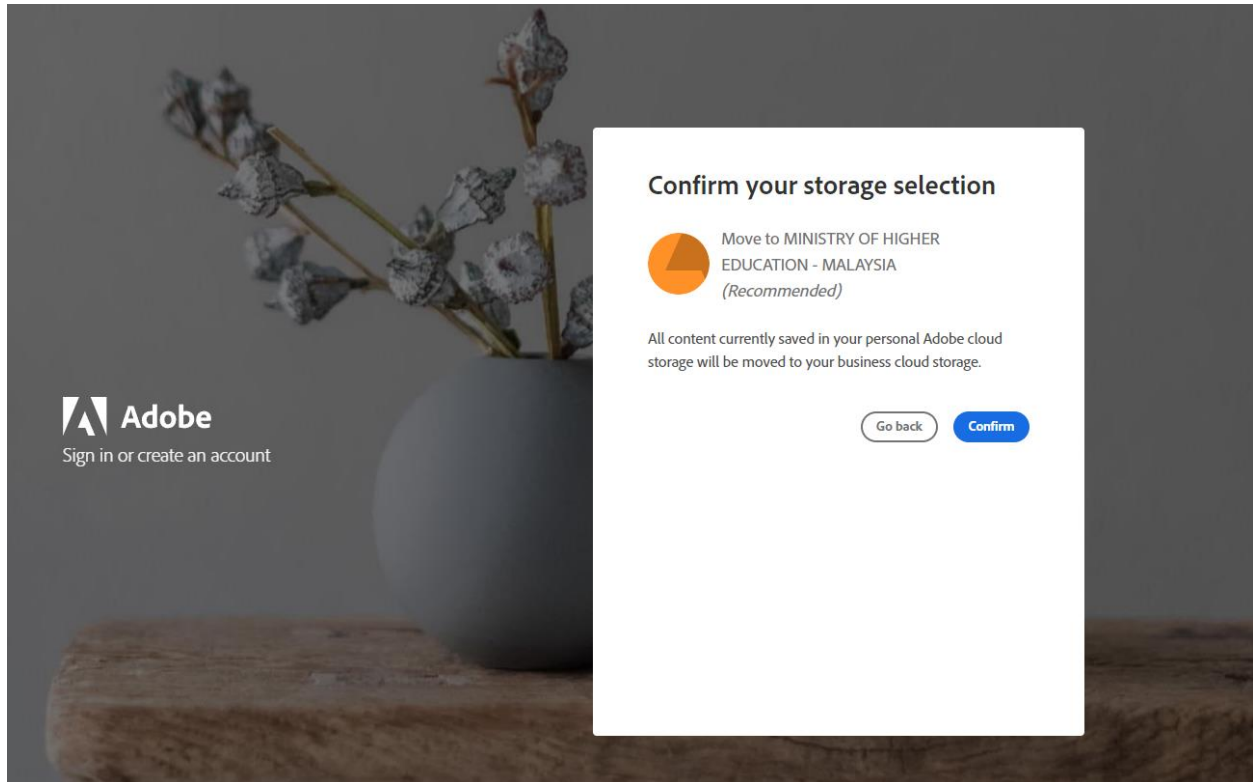 Adobe
Sign in or create an account
Confirm your storage selection
Move to MINISTRY OF HIGHER
EDUCATION - MALAYSIA
(Recommended)
All content currently saved in your personal Adobe cloud
storage will be moved to your business cloud storage.
Go back
Confirm